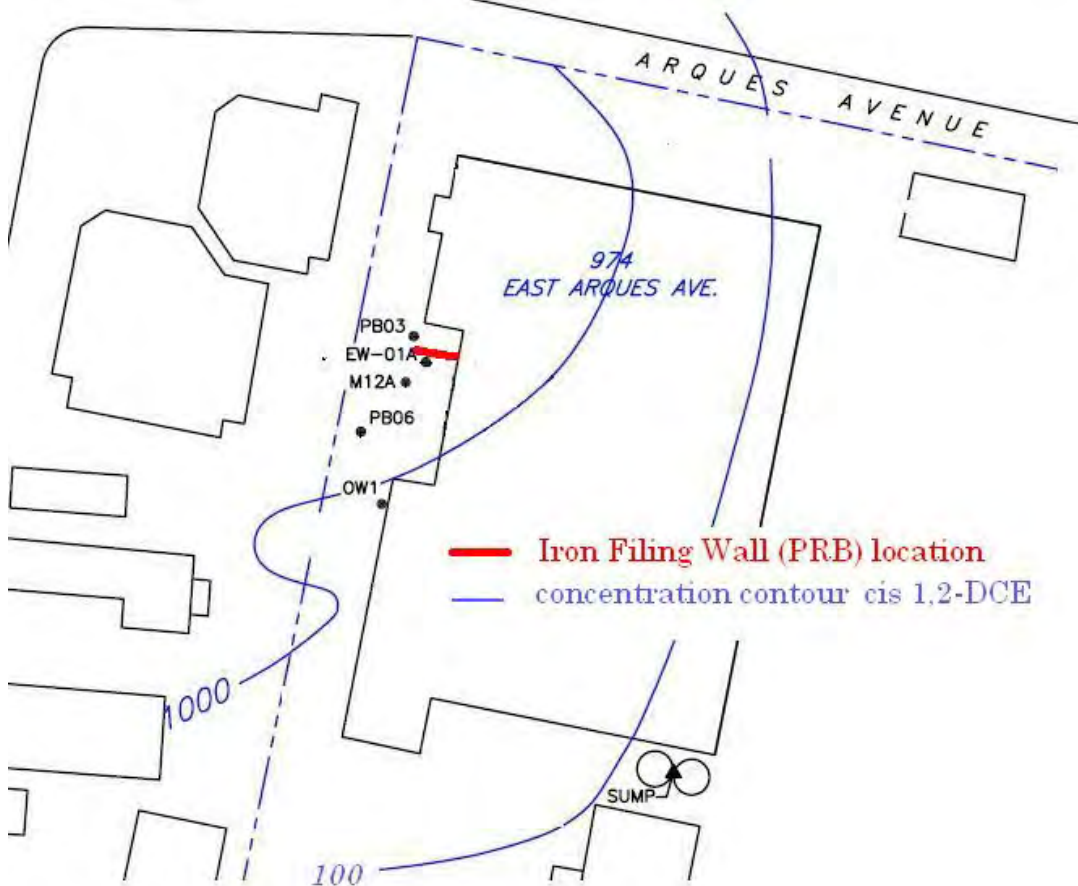 ARQUES AVENUE
974
EAST ARQUES AVE.
PB03
EW-01A
M12A
PB06
OW1
Iron Filing Wall (PRB) location
concentration contour cis 1,2-DCE
1000
SUMP
100